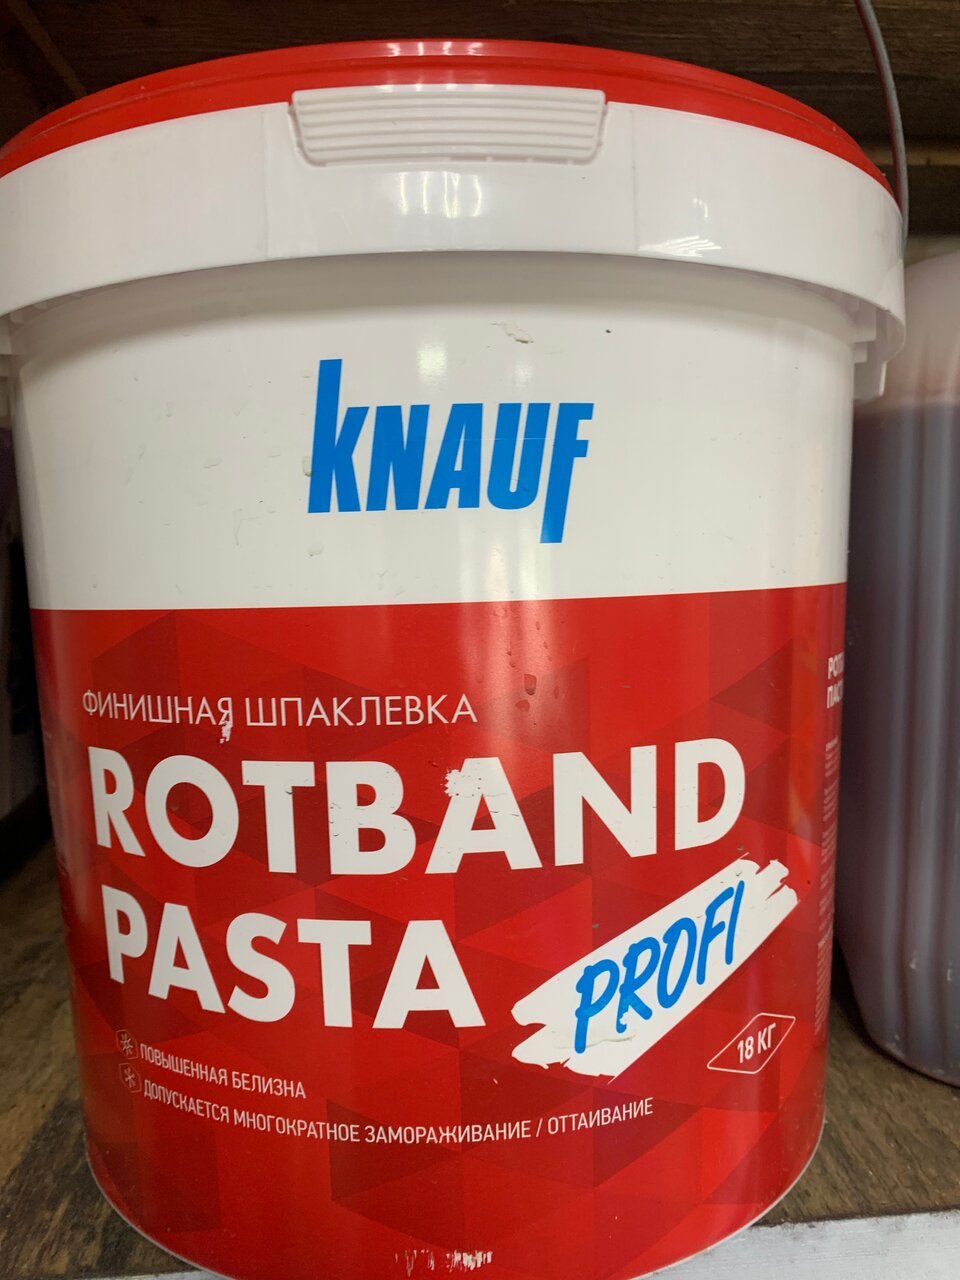 KNAUF
ФИНИШНАЯ ШПАКЛЕВКА
ROTBAND
PASTA
PROFI
18 КГ
ПОВЫШЕННАЯ БЕЛИЗНА
ДОПУСКАЕТСЯ МНОГОКРАТНОЕ ЗАМОРАЖИВАНИЕ / ОТТАИВАНИЕ